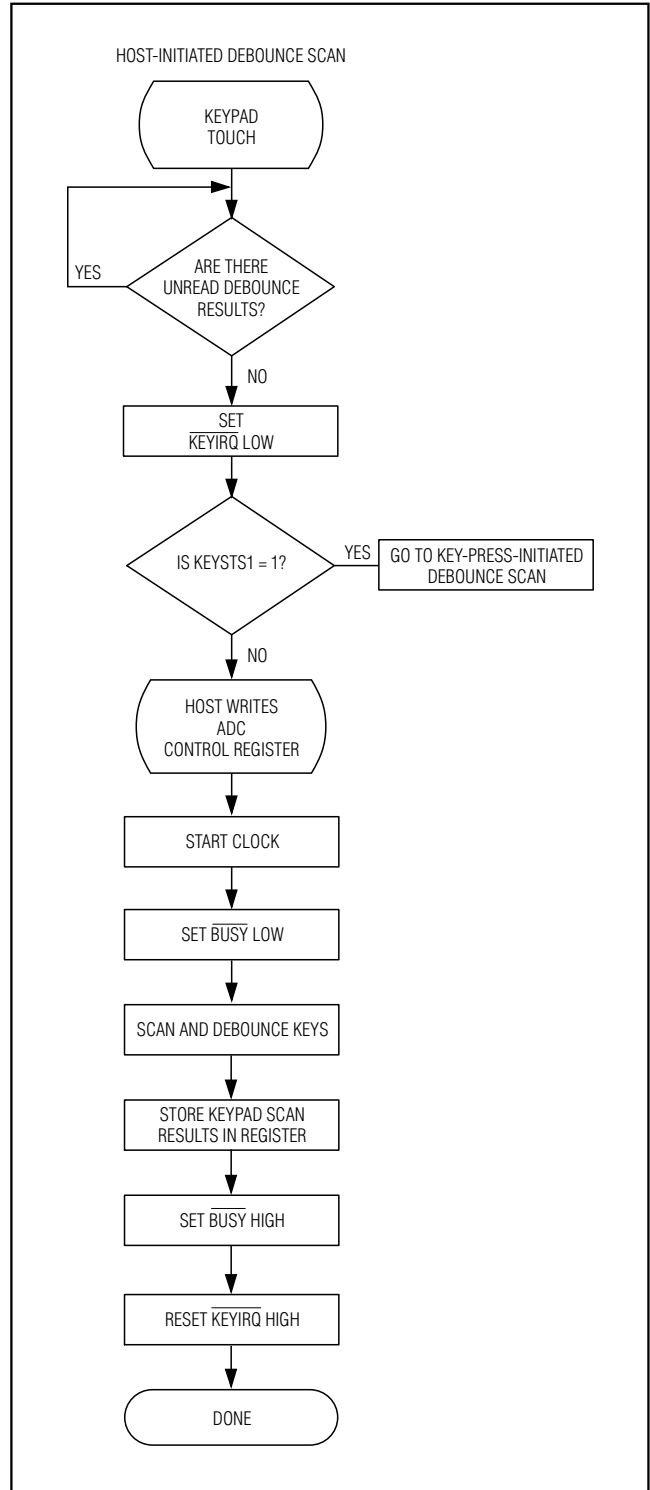 HOST-INITIATED DEBOUNCE SCAN
KEYPAD
TOUCH
YES
ARE THERE
UNREAD DEBOUNCE
RESULTS?
NO
SET
KEYIRQ LOW
IS KEYSTS1 = 1?
YES
GO TO KEY-PRESS-INITIATED
DEBOUNCE SCAN
NO
HOST WRITES
ADC
CONTROL REGISTER
START CLOCK
SET BUSY LOW
SCAN AND DEBOUNCE KEYS
STORE KEYPAD SCAN
RESULTS IN REGISTER
SET BUSY HIGH
RESET KEYIRQ HIGH
DONE